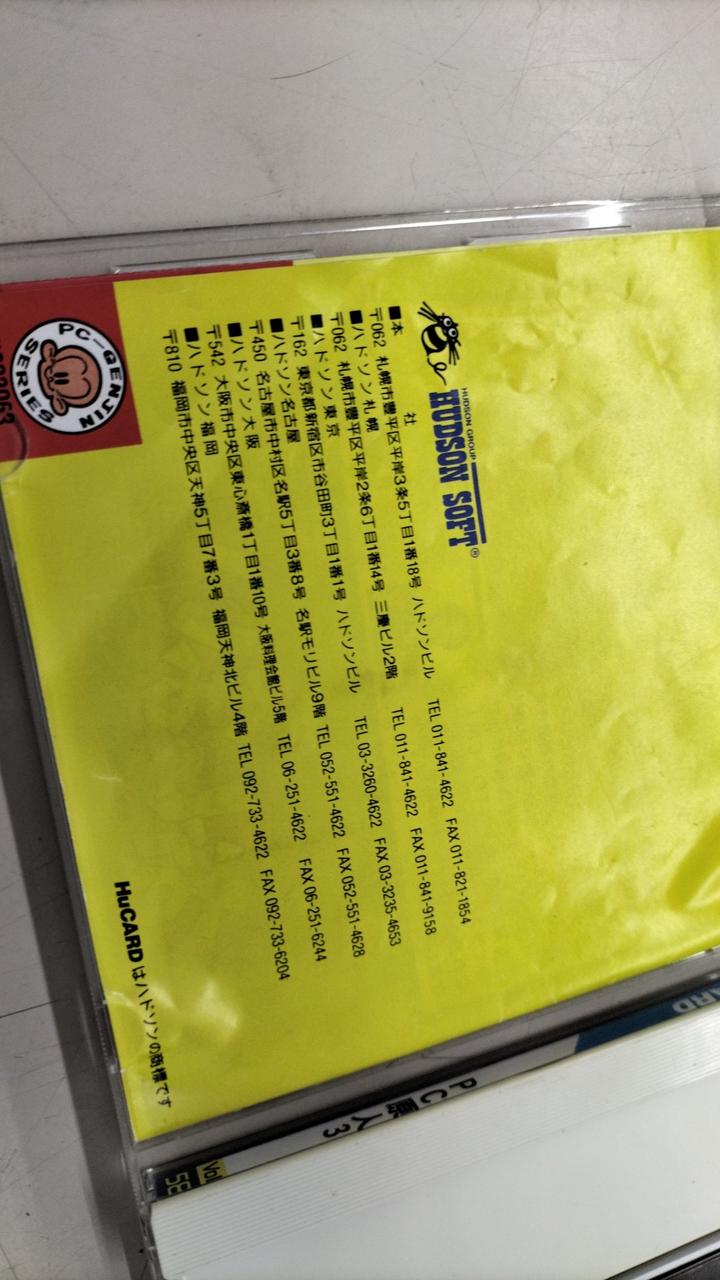 HUDSON GROUP
HUDSON SOFT®
■本　　　社
〒062 札幌市豊平区平岸3条5丁目1番18号 ハドソンビル TEL 011-841-4622 FAX 011-821-1854
■ハドソン札幌
〒062 札幌市豊平区平岸2条6丁目1番14号 三慶ビル2階 TEL 011-841-4622 FAX 011-841-9158
■ハドソン東京
〒162 東京都新宿区市谷田町3丁目1番1号 ハドソンビル TEL 03-3260-4622 FAX 03-3235-4653
■ハドソン名古屋
〒450 名古屋市中村区名駅5丁目3番8号 名駅モリビル9階 TEL 052-551-4622 FAX 052-551-4628
■ハドソン大阪
〒542 大阪市中央区東心斎橋1丁目1番10号 大阪料理会館ビル5階 TEL 06-251-4622 FAX 06-251-6244
■ハドソン福岡
〒810 福岡市中央区天神5丁目7番3号 福岡天神北ビル4階 TEL 092-733-4622 FAX 092-733-6204
HuCARDはハドソンの商標です
PC-GENJIN
SERIES
PC原人3
Vol.
58